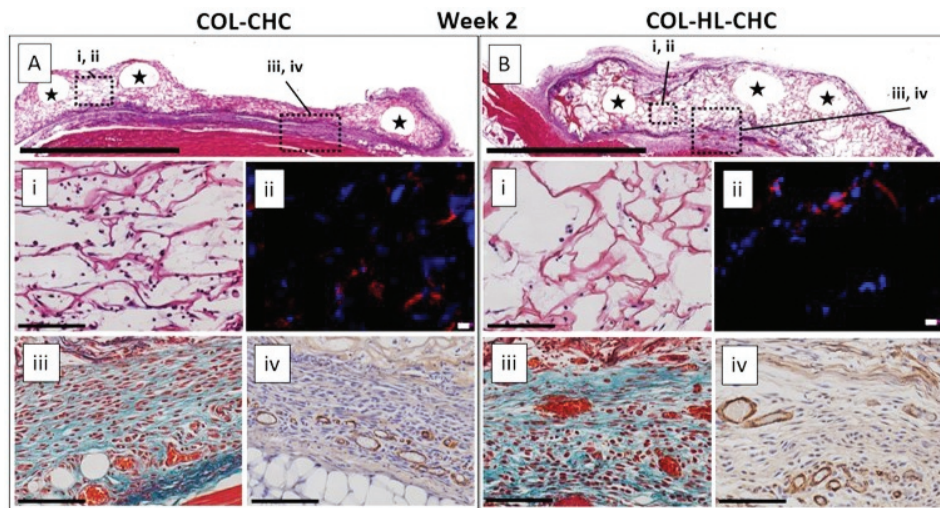 COL-CHC Week 2 COL-HL-CHC
A i, ii iii, iv
B i, ii iii, iv
i ii i ii
iii iv iii iv